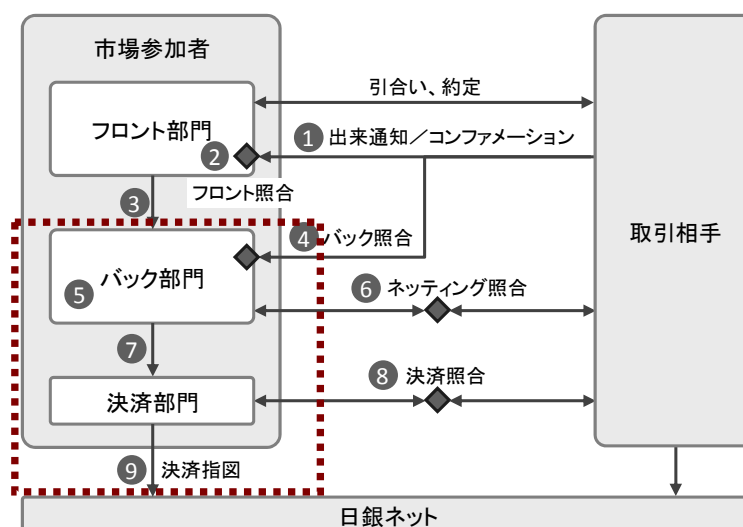 市場参加者
引合い、約定
フロント部門
1 出来通知／コンファメーション
2
フロント照合
3
取引相手
4 バック照合
バック部門
5
6 ネッティング照合
7
8 決済照合
決済部門
9 決済指図
日銀ネット